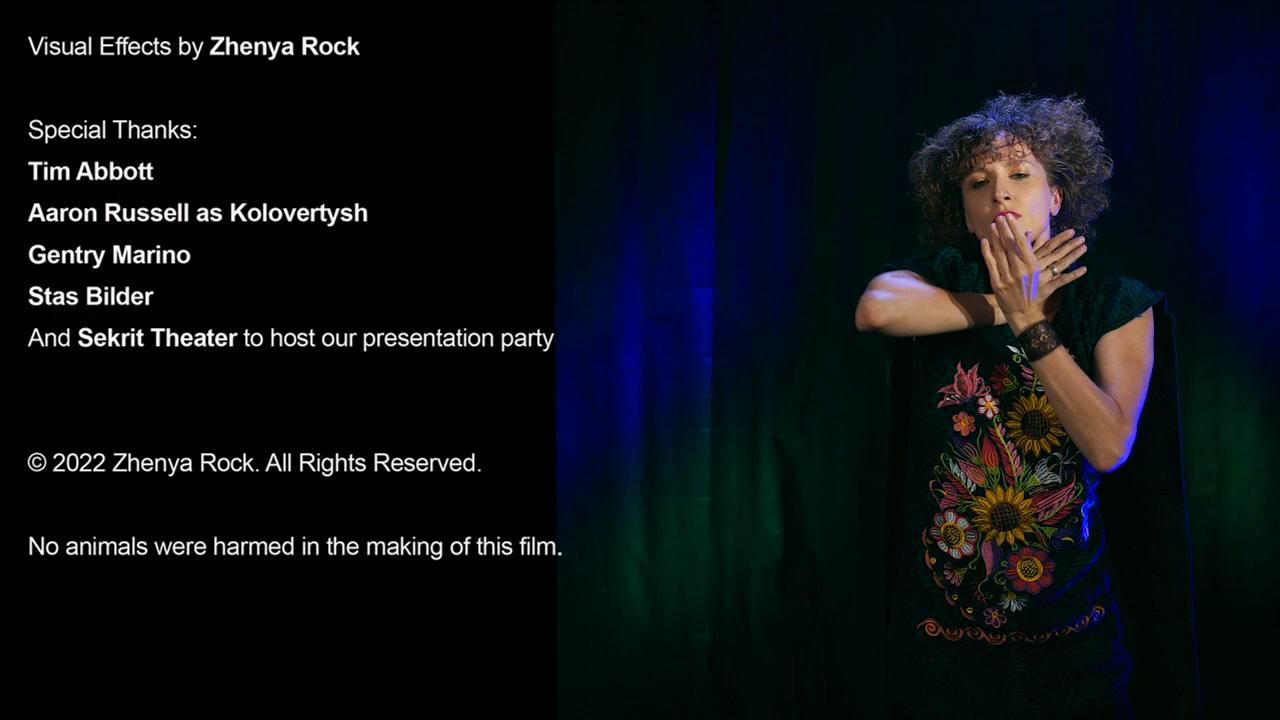 Visual Effects by Zhenya Rock
Special Thanks:
Tim Abbott
Aaron Russell as Kolovertysh
Gentry Marino
Stas Bilder
And Sekrit Theater to host our presentation party
© 2022 Zhenya Rock. All Rights Reserved.
No animals were harmed in the making of this film.